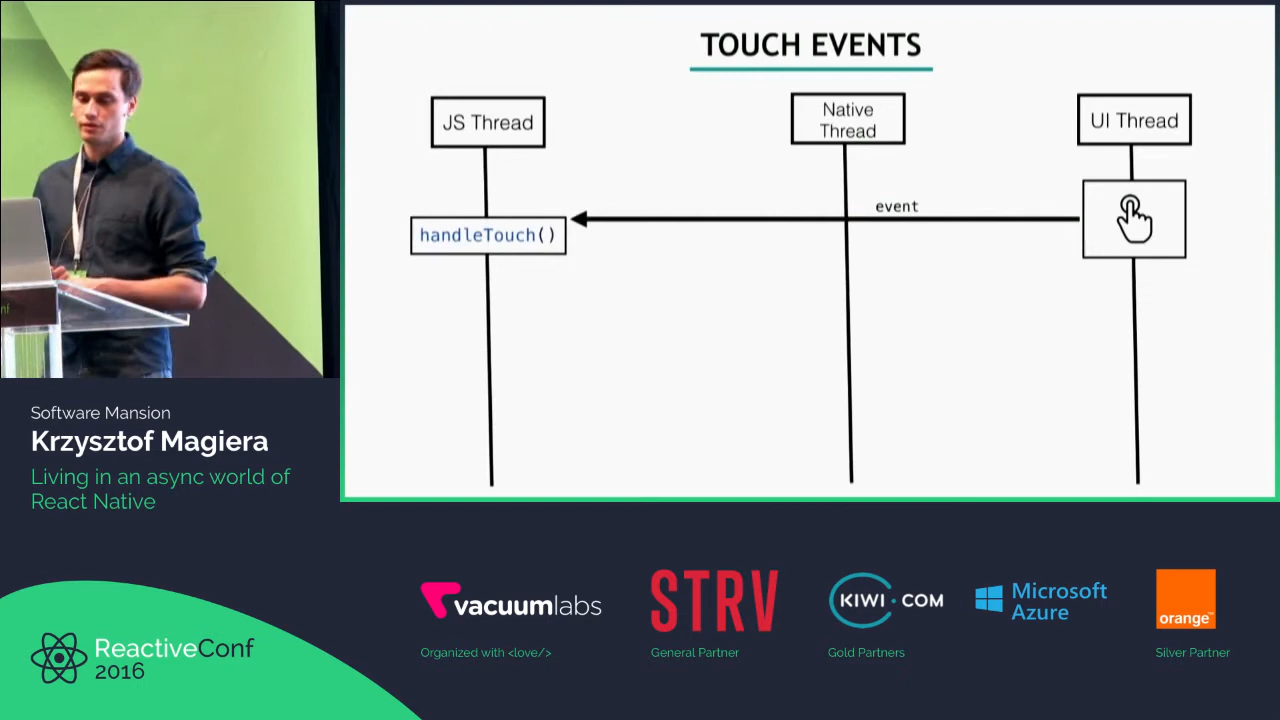 TOUCH EVENTS
JS Thread
Native
Thread
UI Thread
event
handleTouch()
nf
Software Mansion
Krzysztof Magiera
Living in an async world of
React Native
ReactiveConf
2016
vacuumlabs
Organized with <love/>
STRV
General Partner
KIWI.COM
Gold Partners
Microsoft
Azure
orange™
Silver Partner